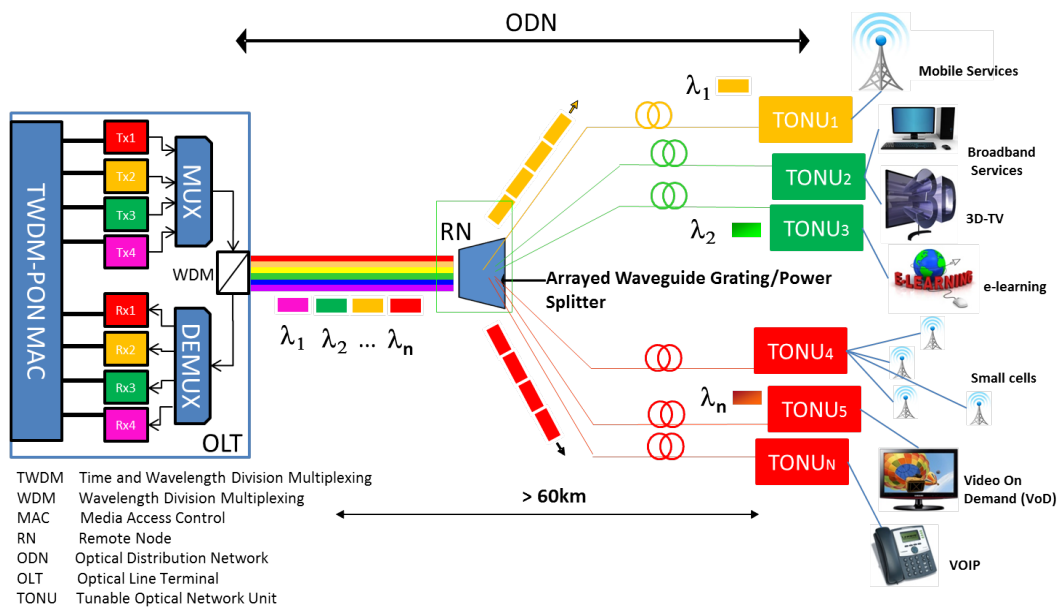 ODN
Mobile Services
λ1
TONU1
Tx1
Tx2
Tx3
Tx4
MUX
TWDM-PON MAC
WDM
RN
TONU2
Broadband
Services
3D-TV
λ2
TONU3
E-LEARNING
e-learning
Arrayed Waveguide Grating/Power
Splitter
λ1 λ2 ... λn
Rx1
Rx2
Rx3
Rx4
DEMUX
OLT
TONU4
Small cells
λn
TONU5
TONUN
Video On
Demand (VoD)
> 60km
VOIP
TWDM Time and Wavelength Division Multiplexing
WDM Wavelength Division Multiplexing
MAC Media Access Control
RN Remote Node
ODN Optical Distribution Network
OLT Optical Line Terminal
TONU Tunable Optical Network Unit